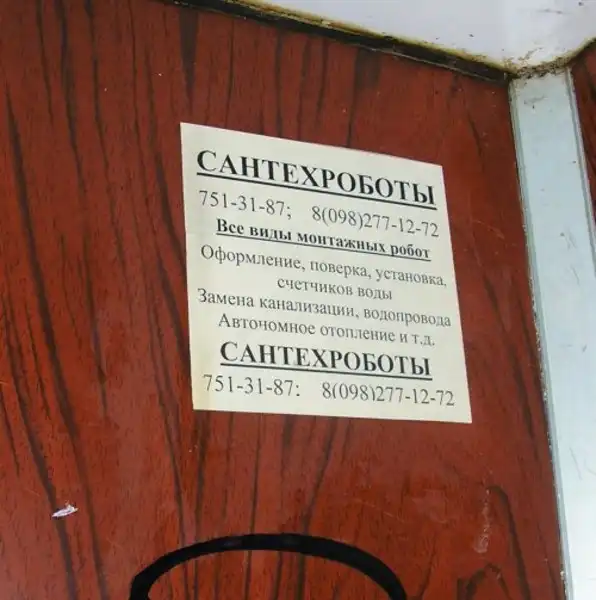 САНТЕХРОБОТЫ
751-31-87; 8(098)277-12-72
Все виды монтажных робот
Оформление, поверка, установка,
счетчиков воды
Замена канализации, водопровода
Авточомное отопление и т.д.
САНТЕХРОБОТЫ
751-31-87: 8(098)277-12-72